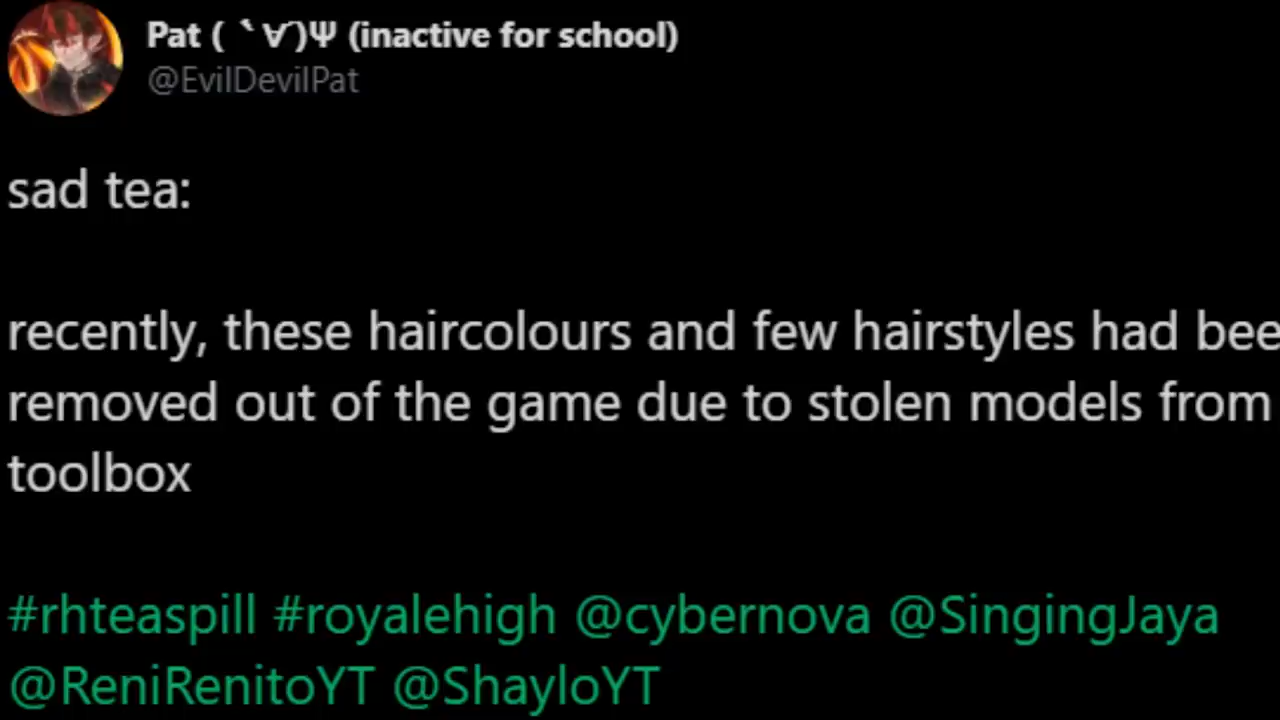 Pat ( `∀´)Ψ (inactive for school)
@EvilDevilPat
sad tea:
recently, these haircolours and few hairstyles had bee
removed out of the game due to stolen models from
toolbox
#rhteaspill #royalehigh @cybernova @SingingJaya
@ReniRenitoYT @ShayloYT